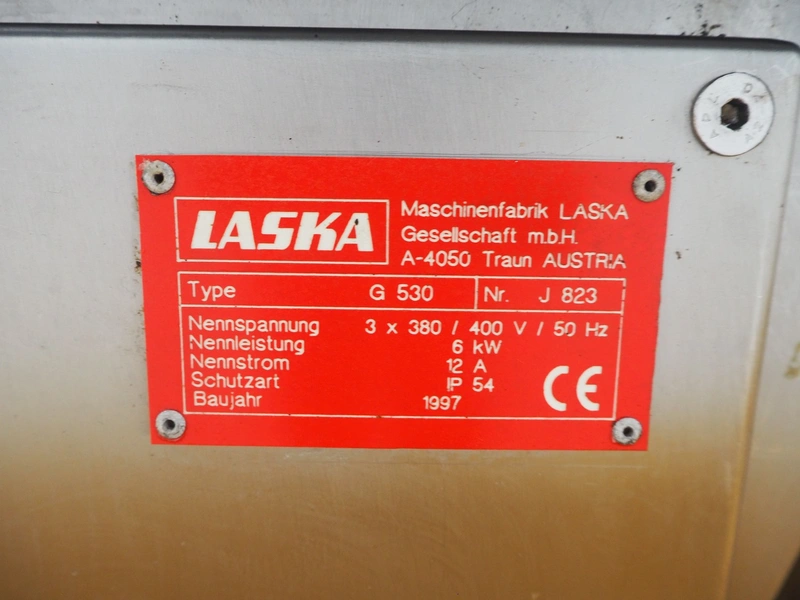 LASKA
Maschinenfabrik LASKA
Gesellschaft m.b.H.
A-4050 Traun AUSTRIA
Type G 530 Nr. J 823
Nennspannung 3 x 380 / 400 V / 50 Hz
Nennleistung 6 kW
Nennstrom 12 A
Schutzart IP 54
Baujahr 1997
CE